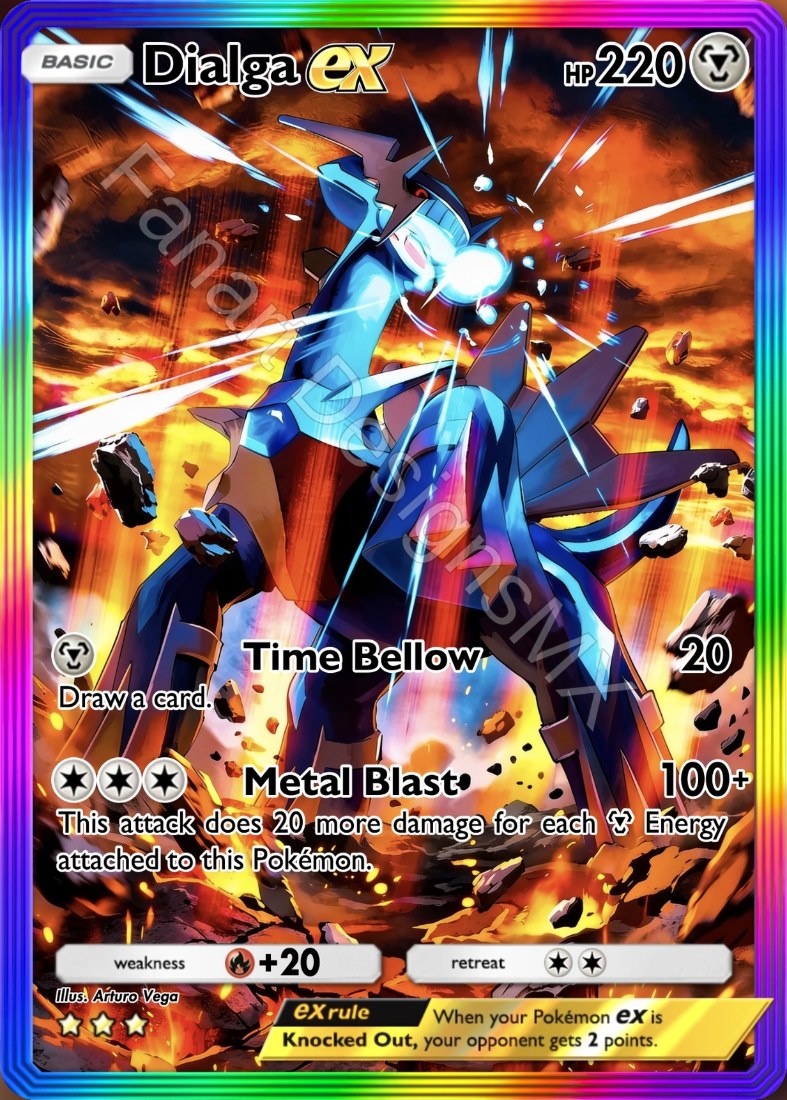 BASIC Dialga ex HP 220
Fanart DesignsMX
Time Bellow 20
Draw a card.
Metal Blast 100+
This attack does 20 more damage for each Energy
attached to this Pokémon.
weakness +20 retreat
Illus. Arturo Vega
ex rule When your Pokémon ex is
Knocked Out, your opponent gets 2 points.